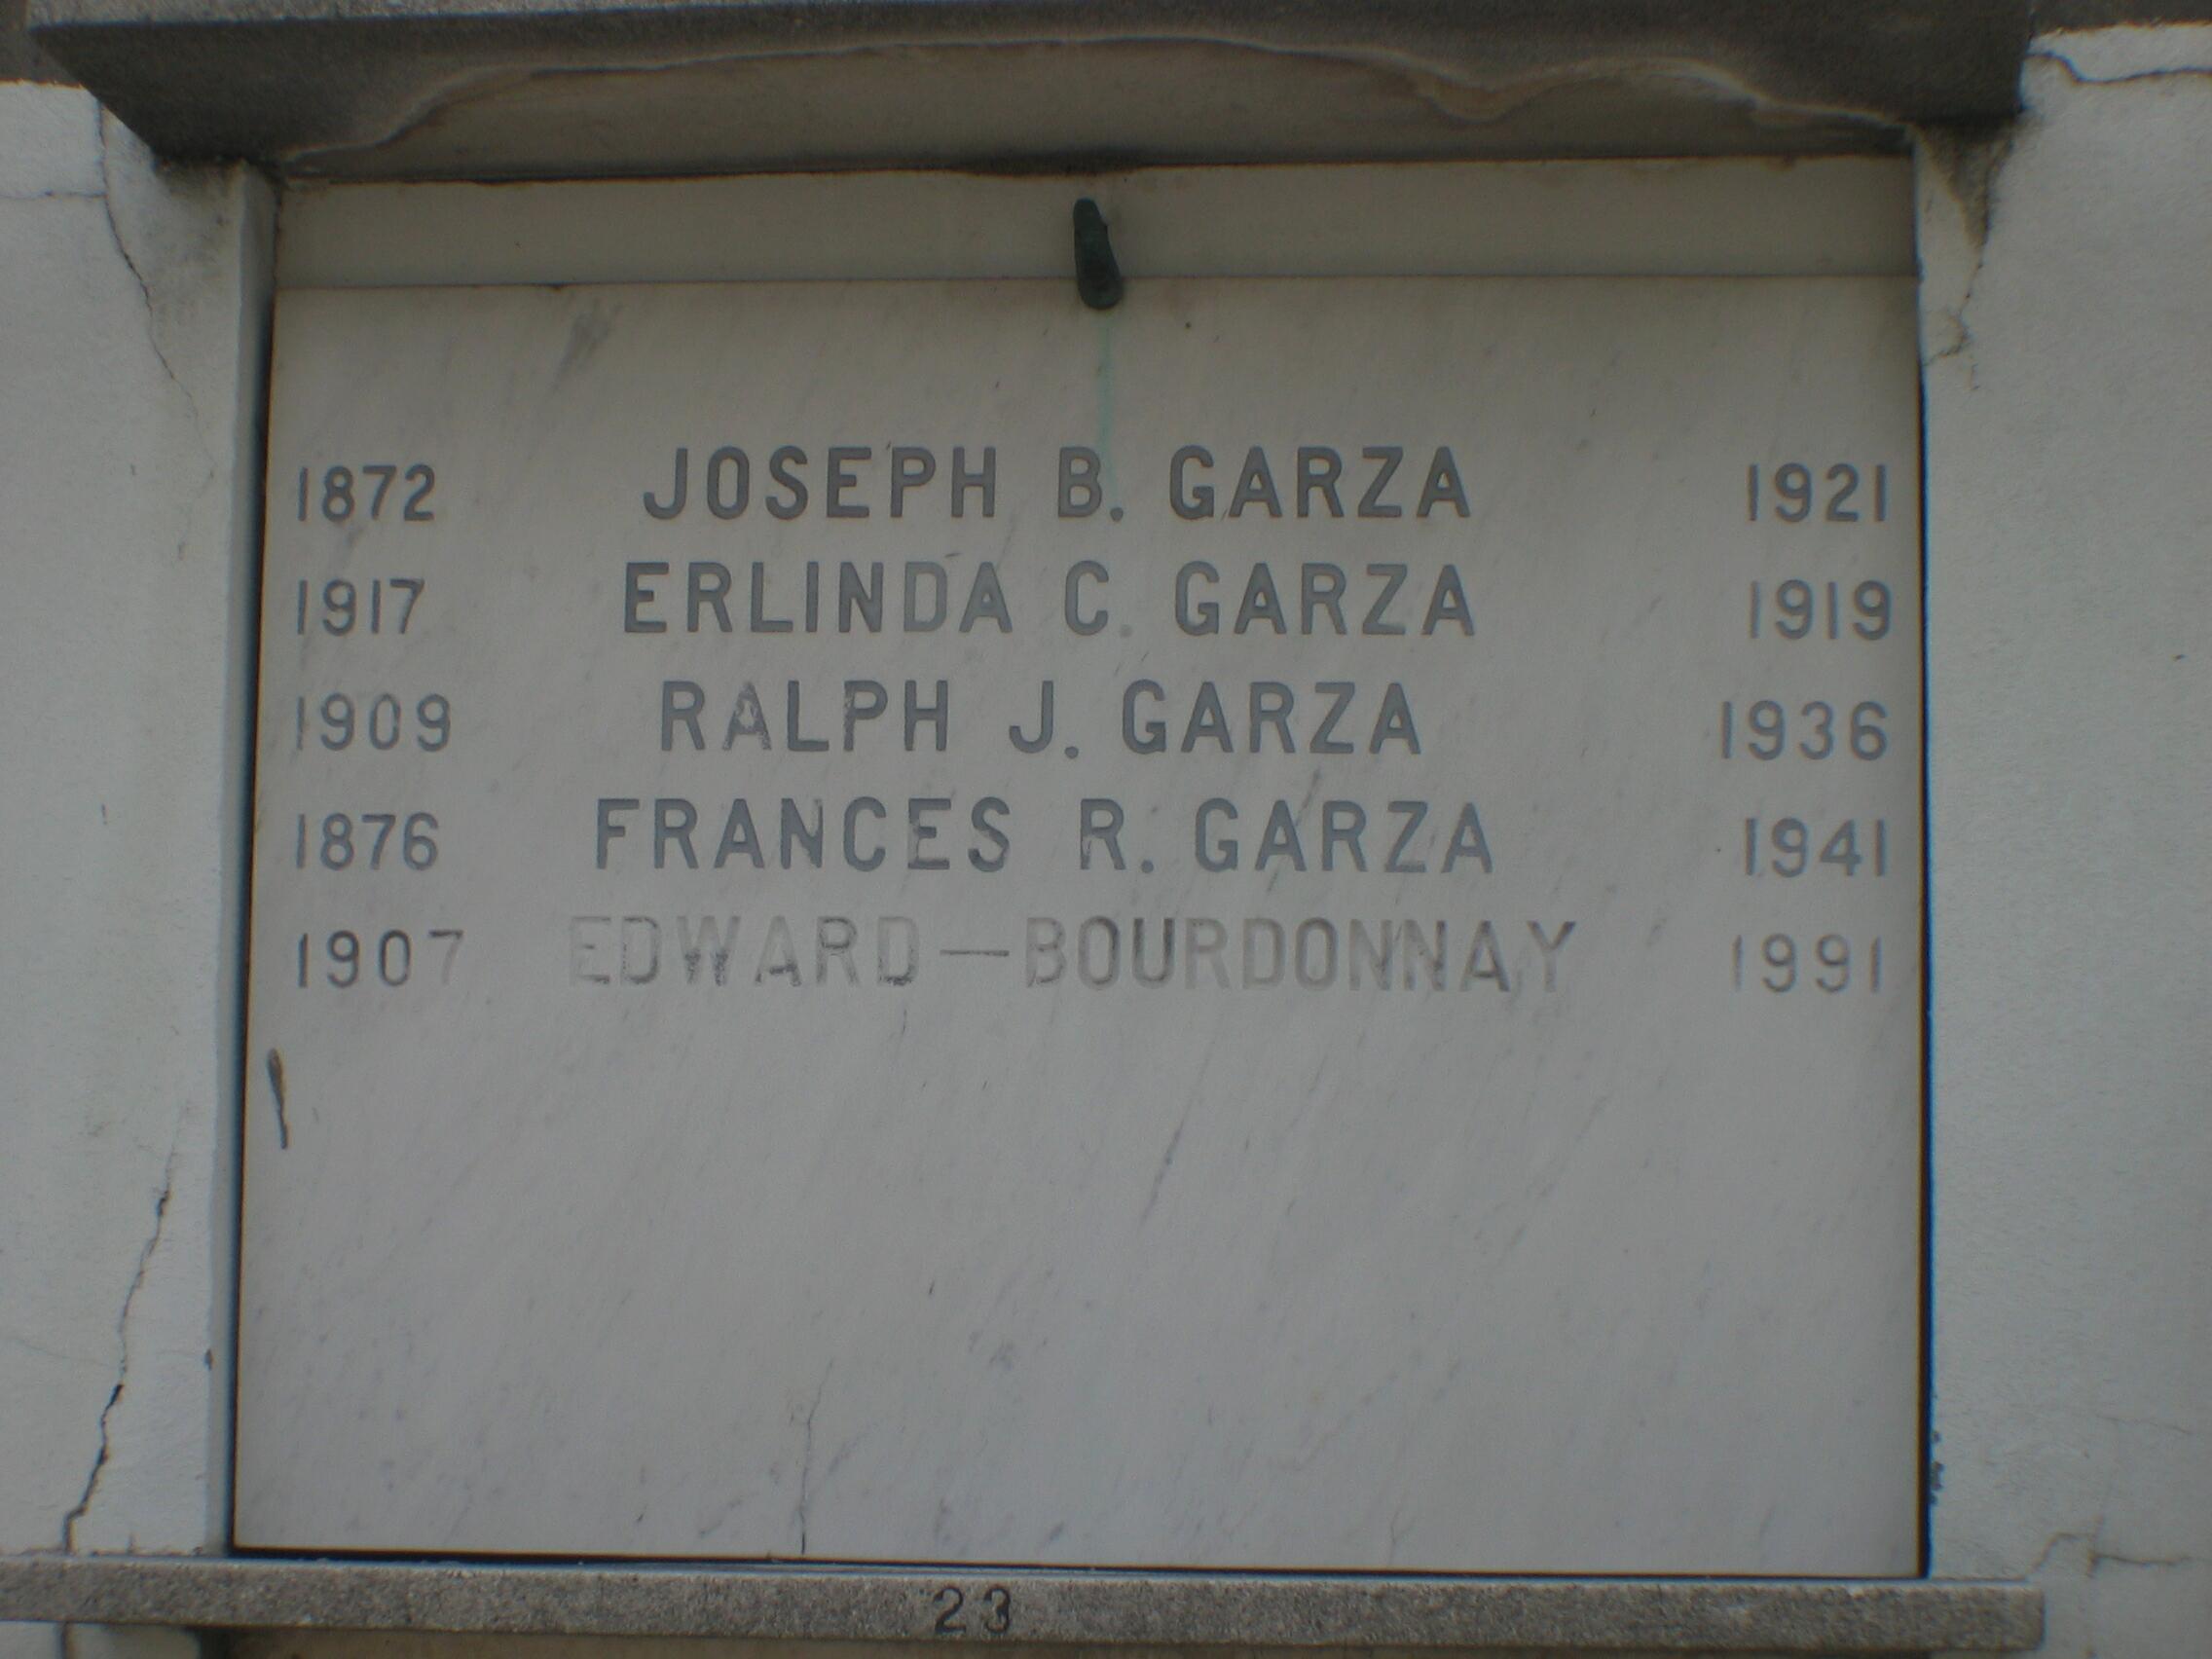 1872 JOSEPH B. GARZA 1921
1917 ERLINDA C. GARZA 1919
1909 RALPH J. GARZA 1936
1876 FRANCES R. GARZA 1941
1907 EDWARD—BOURDONNAY 1991
23